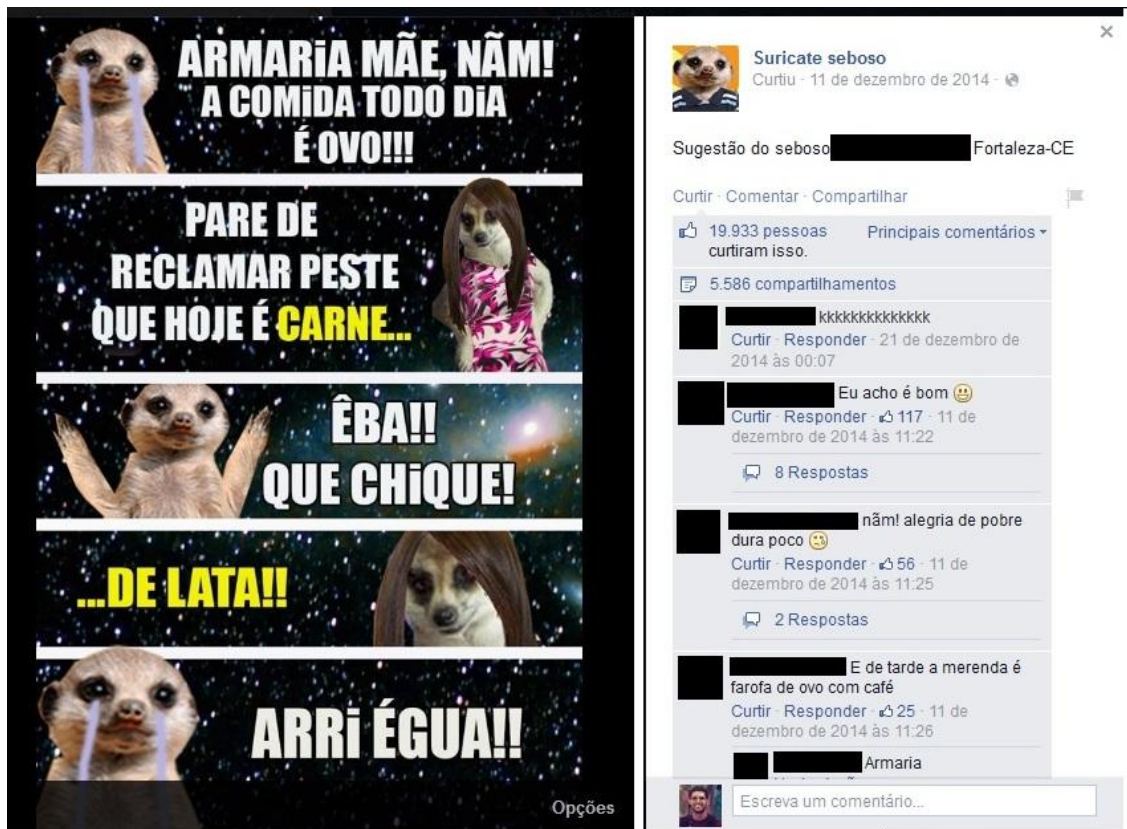 ARMARiA MÃE, NÃM!
A COMiDA TODO DiA
É OVO!!!
PARE DE
RECLAMAR PESTE
QUE HOJE É CARNE...
ÊBA!!
QUE CHiQUE!
...DE LATA!!
ARRi ÉGUA!!
Opções
Suricate seboso
Curtiu · 11 de dezembro de 2014 ·
Sugestão do seboso Fortaleza-CE
Curtir · Comentar · Compartilhar
19.933 pessoas
curtiram isso.
Principais comentários
5.586 compartilhamentos
kkkkkkkkkkkkkk
Curtir · Responder · 21 de dezembro de
2014 às 00:07
Eu acho é bom
Curtir · Responder · 117 · 11 de
dezembro de 2014 às 11:22
8 Respostas
nãm! alegria de pobre
dura poco
Curtir · Responder · 56 · 11 de
dezembro de 2014 às 11:25
2 Respostas
E de tarde a merenda é
farofa de ovo com café
Curtir · Responder · 25 · 11 de
dezembro de 2014 às 11:26
Armaria
Escreva um comentário...